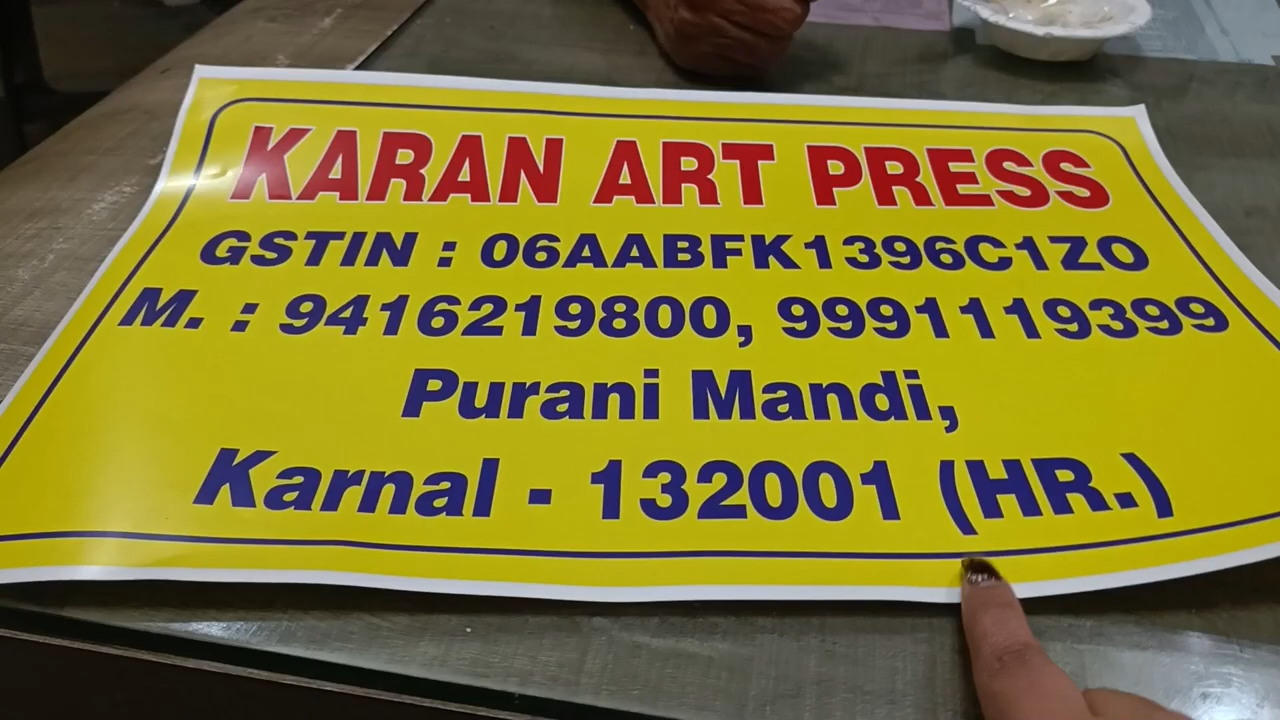 KARAN ART PRESS
GSTIN : 06AABFK1396C1ZO
M. : 9416219800, 9991119399
Purani Mandi,
Karnal - 132001 (HR.)